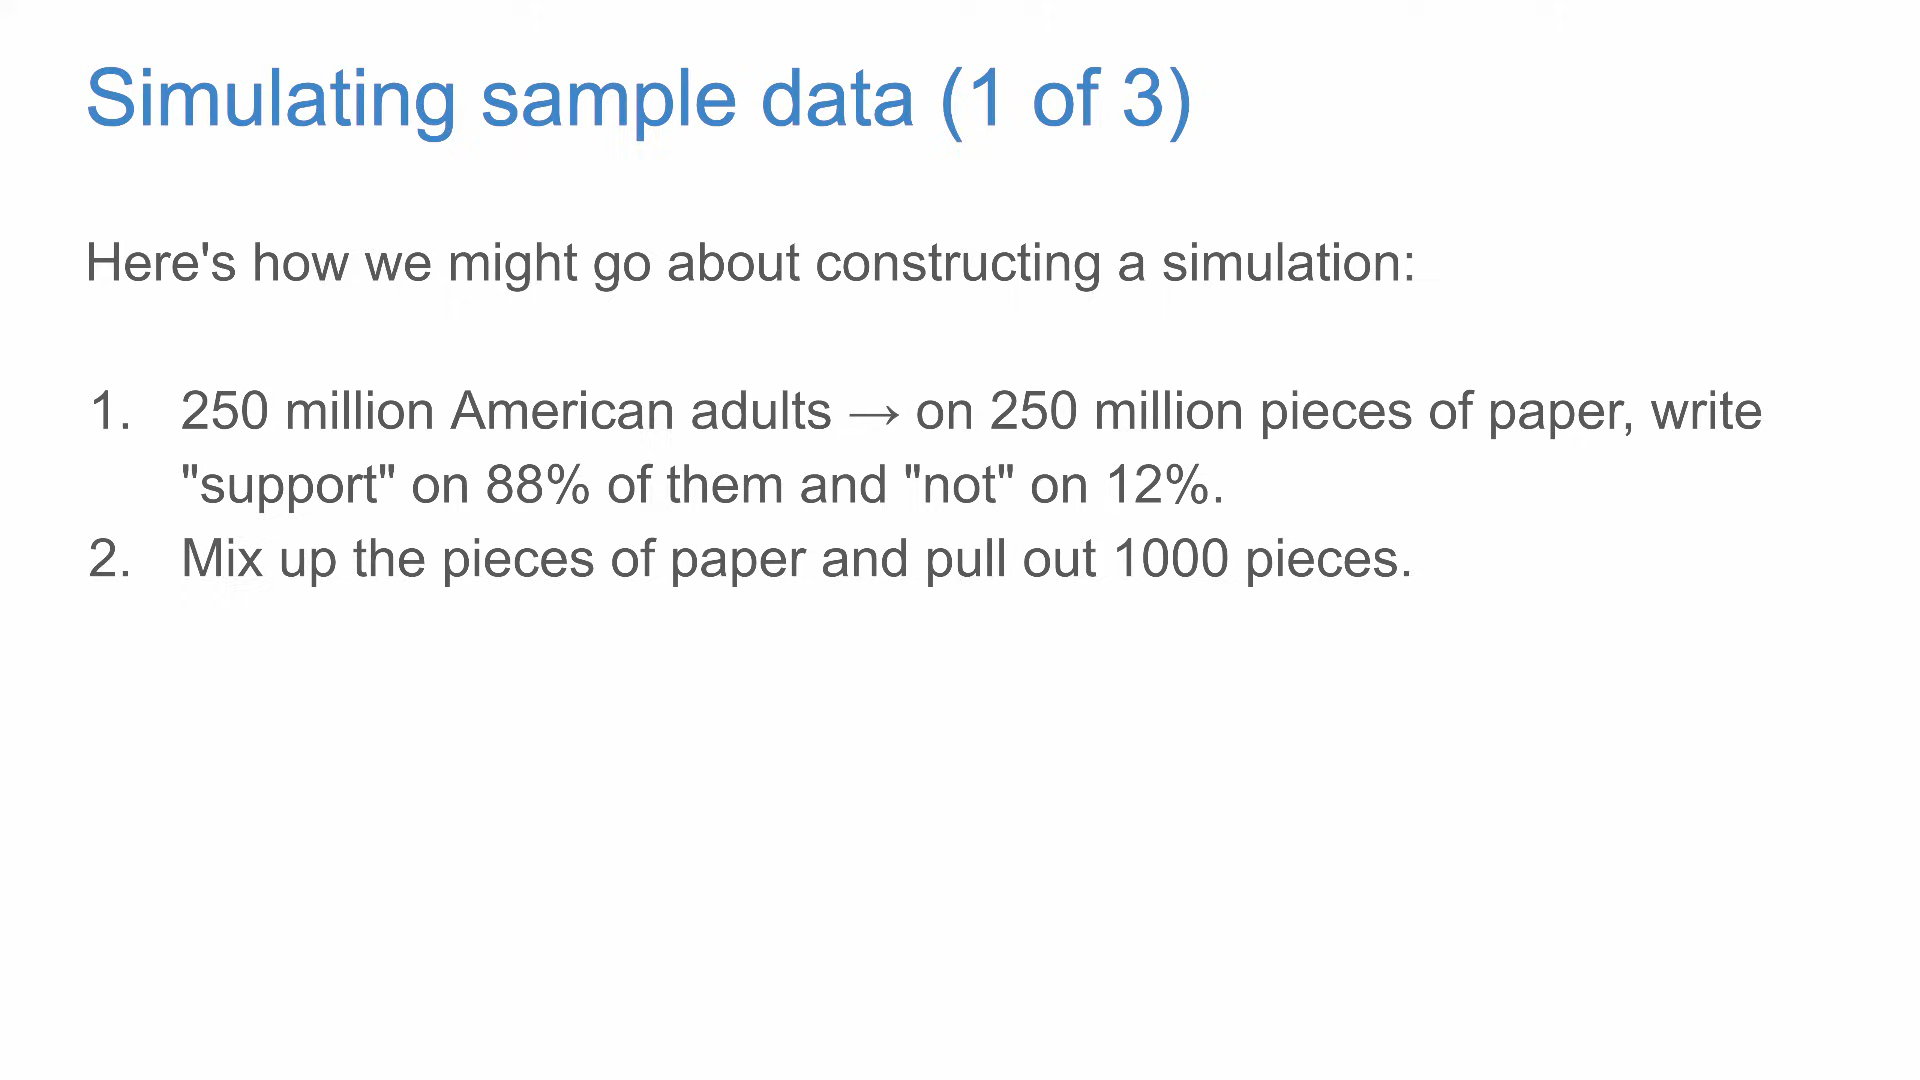 Simulating sample data (1 of 3)
Here's how we might go about constructing a simulation:
1. 250 million American adults → on 250 million pieces of paper, write
"support" on 88% of them and "not" on 12%.
2. Mix up the pieces of paper and pull out 1000 pieces.